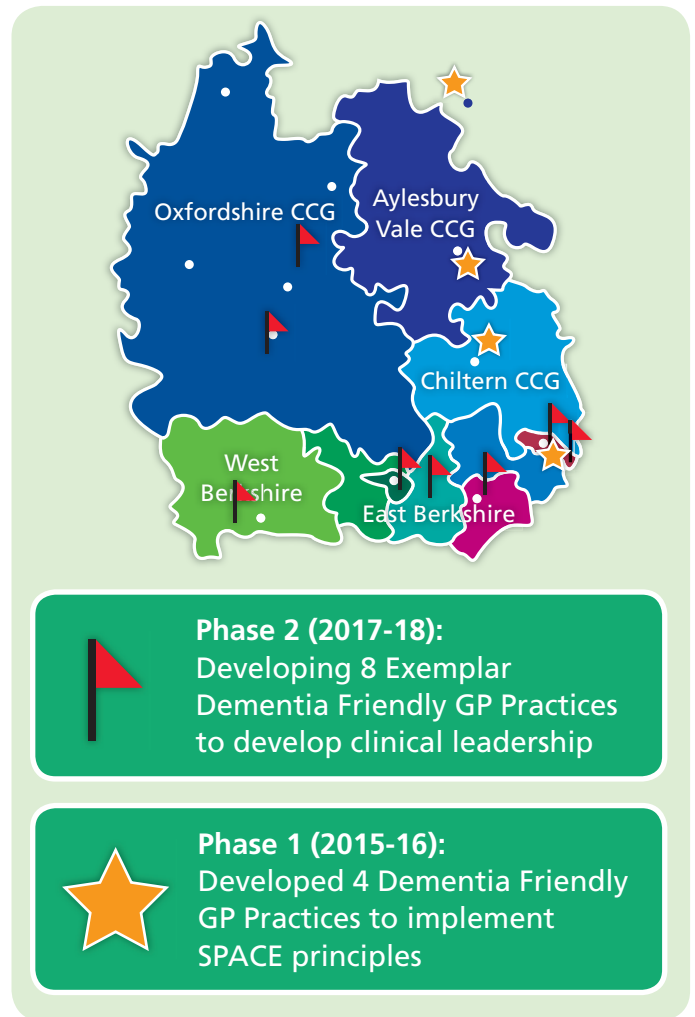 Oxfordshire CCG
Aylesbury
Vale CCG
Chiltern CCG
West
Berkshire
East Berkshire
Phase 2 (2017-18):
Developing 8 Exemplar
Dementia Friendly GP Practices
to develop clinical leadership
Phase 1 (2015-16):
Developed 4 Dementia Friendly
GP Practices to implement
SPACE principles